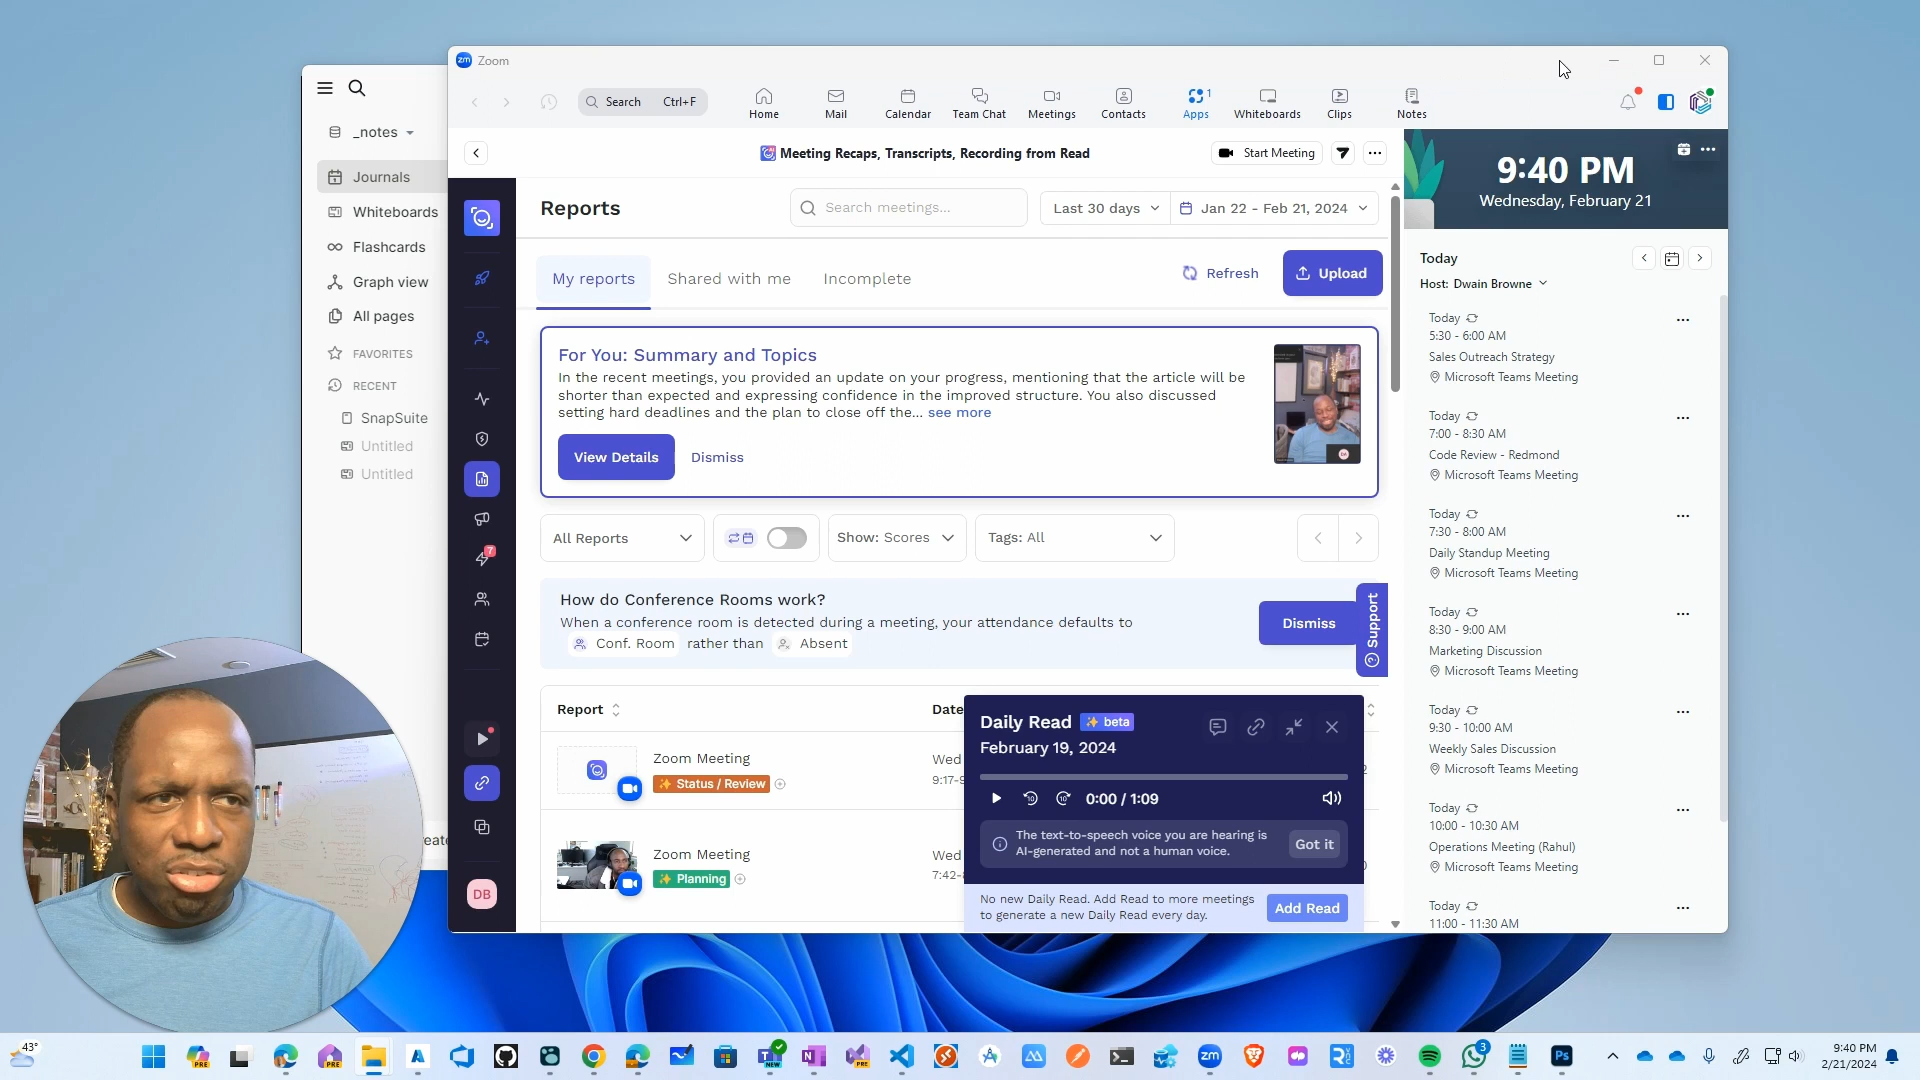 Zoom
Search Ctrl+F
Home
Mail
Calendar
Team Chat
Meetings
Contacts
Apps
1
Whiteboards
Clips
Notes
_notes
Journals
Whiteboards
Flashcards
Graph view
All pages
FAVORITES
RECENT
SnapSuite
Untitled
Untitled
Meeting Recaps, Transcripts, Recording from Read
Start Meeting
Reports
Search meetings...
Last 30 days
Jan 22 - Feb 21, 2024
My reports
Shared with me
Incomplete
Refresh
Upload
For You: Summary and Topics
In the recent meetings, you provided an update on your progress, mentioning that the article will be
shorter than expected and expressing confidence in the improved structure. You also discussed
setting hard deadlines and the plan to close off the... see more
View Details
Dismiss
All Reports
Show: Scores
Tags: All
How do Conference Rooms work?
When a conference room is detected during a meeting, your attendance defaults to
Conf. Room rather than Absent
Dismiss
Support
7
DB
Report
Date
Zoom Meeting
Status / Review
Wed
9:17-9
Zoom Meeting
Planning
Wed
7:42-
Daily Read beta
February 19, 2024
0:00 / 1:09
The text-to-speech voice you are hearing is
AI-generated and not a human voice.
Got it
No new Daily Read. Add Read to more meetings
to generate a new Daily Read every day.
Add Read
9:40 PM
Wednesday, February 21
Today
Host: Dwain Browne
Today
5:30 - 6:00 AM
Sales Outreach Strategy
Microsoft Teams Meeting
Today
7:00 - 8:30 AM
Code Review - Redmond
Microsoft Teams Meeting
Today
7:30 - 8:00 AM
Daily Standup Meeting
Microsoft Teams Meeting
Today
8:30 - 9:00 AM
Marketing Discussion
Microsoft Teams Meeting
Today
9:30 - 10:00 AM
Weekly Sales Discussion
Microsoft Teams Meeting
Today
10:00 - 10:30 AM
Operations Meeting (Rahul)
Microsoft Teams Meeting
Today
11:00 - 11:30 AM
43°
3
9:40 PM
2/21/2024